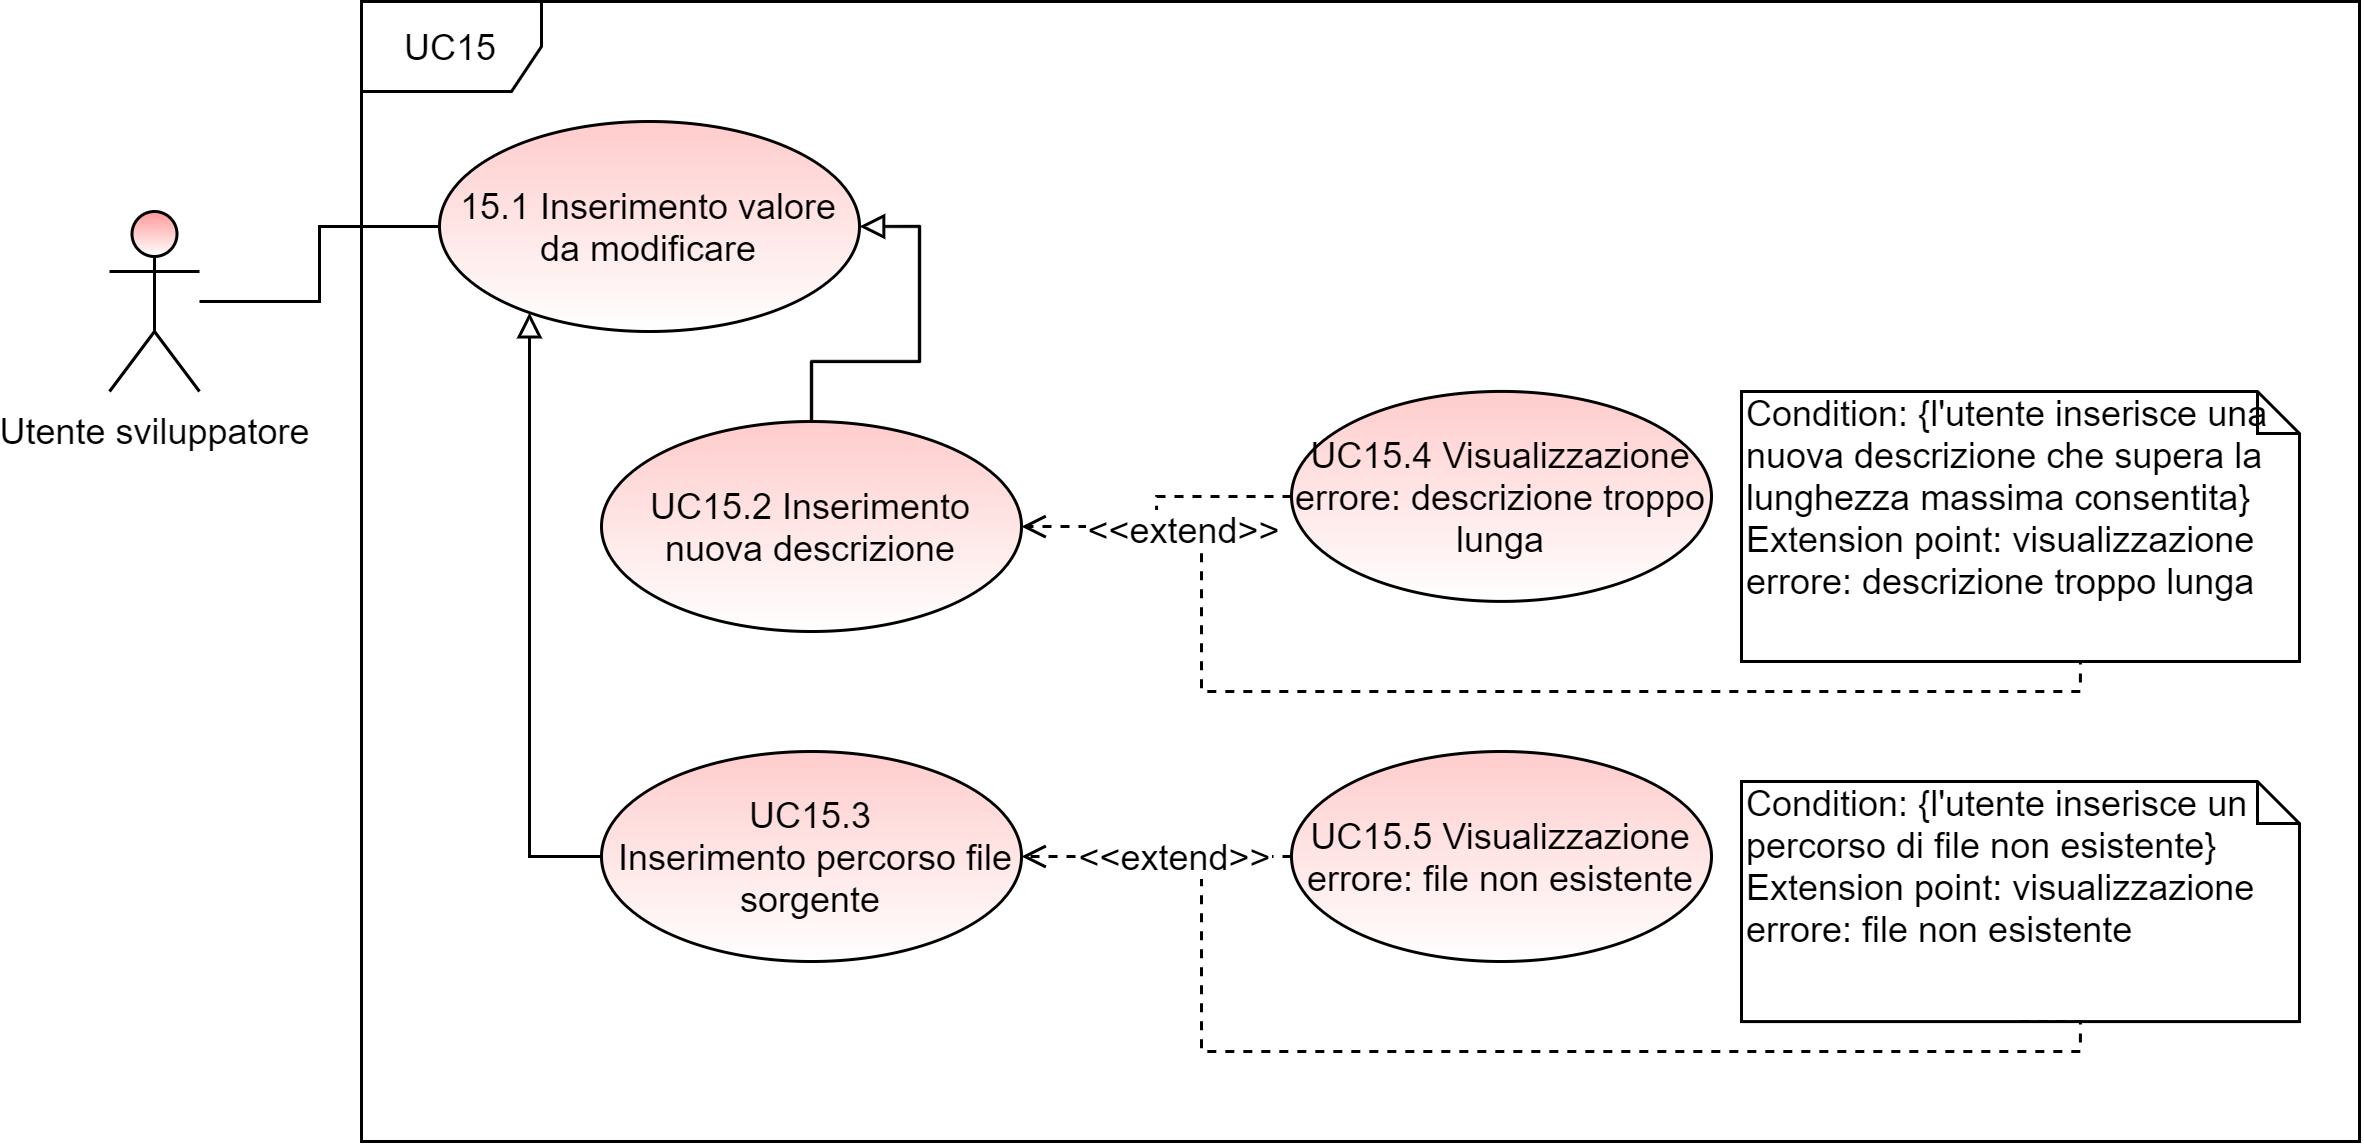 UC15
15.1 Inserimento valore
da modificare
Utente sviluppatore
UC15.2 Inserimento
nuova descrizione
<<extend>>
UC15.4 Visualizzazione
errore: descrizione troppo
lunga
Condition: {l'utente inserisce una
nuova descrizione che supera la
lunghezza massima consentita}
Extension point: visualizzazione
errore: descrizione troppo lunga
UC15.3
Inserimento percorso file
sorgente
<<extend>>
UC15.5 Visualizzazione
errore: file non esistente
Condition: {l'utente inserisce un
percorso di file non esistente}
Extension point: visualizzazione
errore: file non esistente